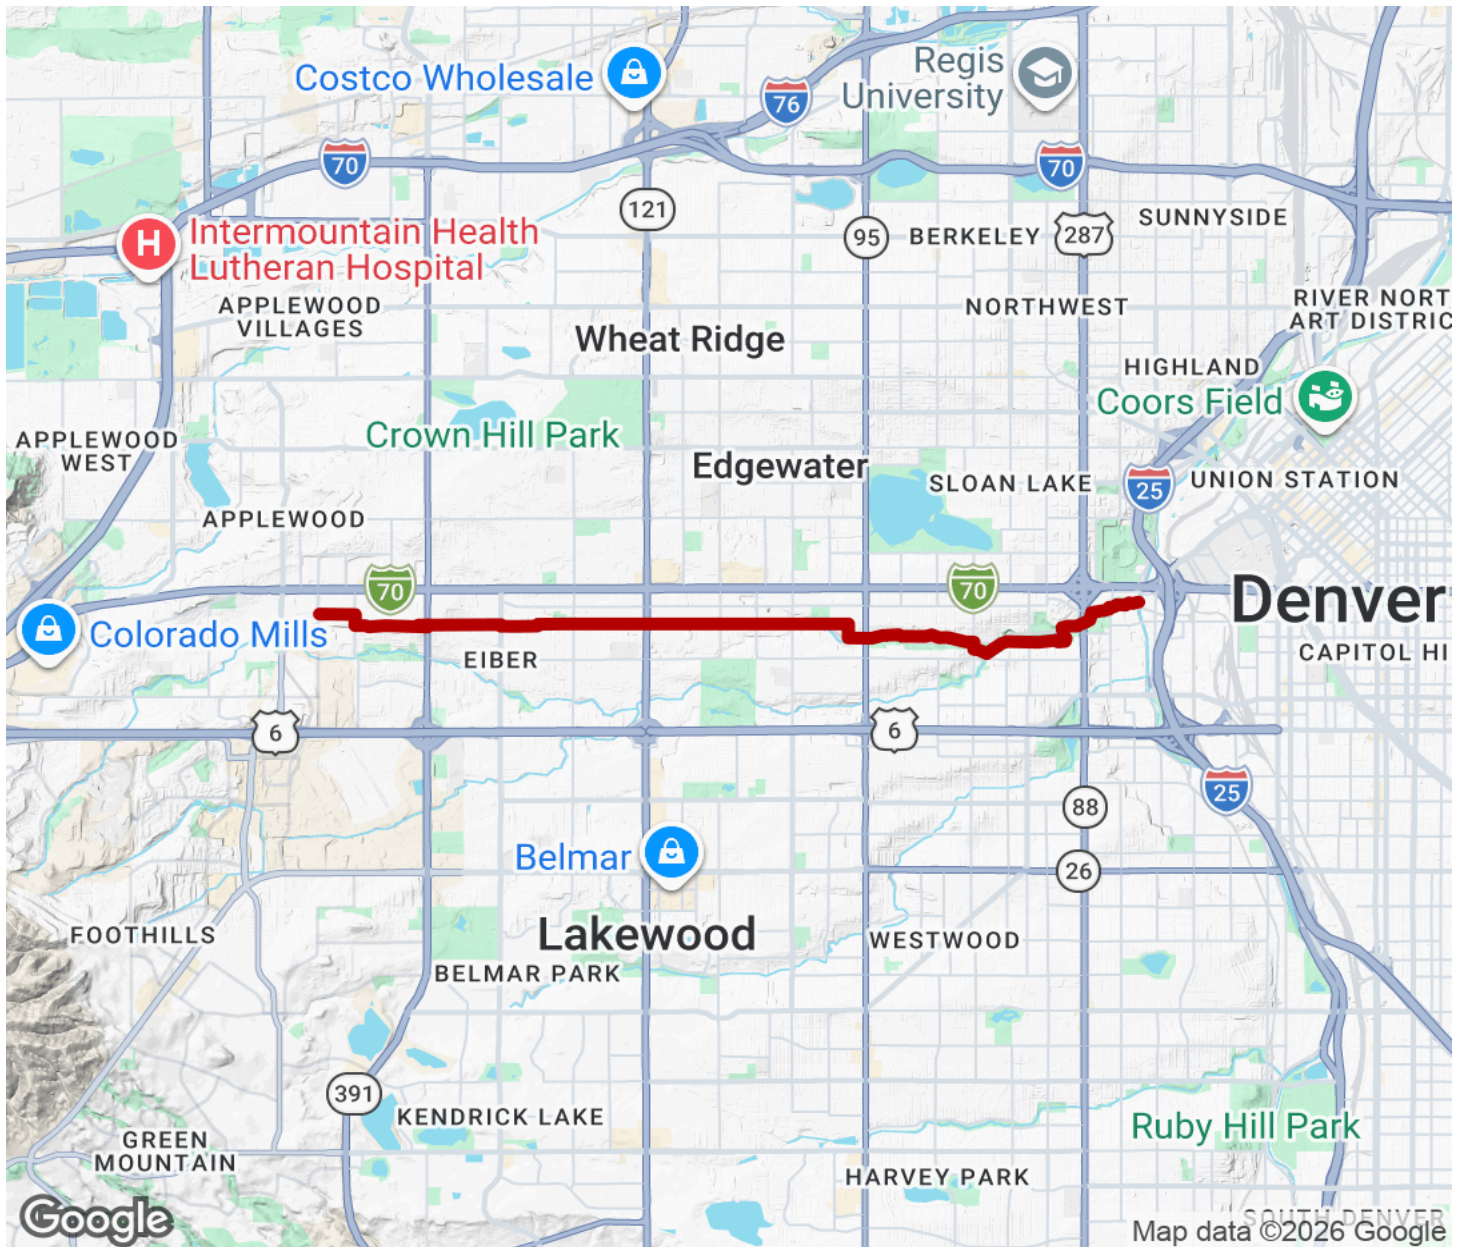 Costco Wholesale
76
Regis
University
70
70
121
95
BERKELEY
287
SUNNYSIDE
H
Intermountain Health
Lutheran Hospital
APPLEWOOD
VILLAGES
NORTHWEST
RIVER NORT
ART DISTRIC
Wheat Ridge
HIGHLAND
Coors Field
APPLEWOOD
WEST
Crown Hill Park
Edgewater
SLOAN LAKE
25
UNION STATION
APPLEWOOD
70
70
Denver
Colorado Mills
EIBER
CAPITOL HI
6
6
25
88
Belmar
26
FOOTHILLS
Lakewood
WESTWOOD
BELMAR PARK
391
KENDRICK LAKE
Ruby Hill Park
GREEN
MOUNTAIN
HARVEY PARK
SOUTH DENVER
Google
Map data ©2026 Google